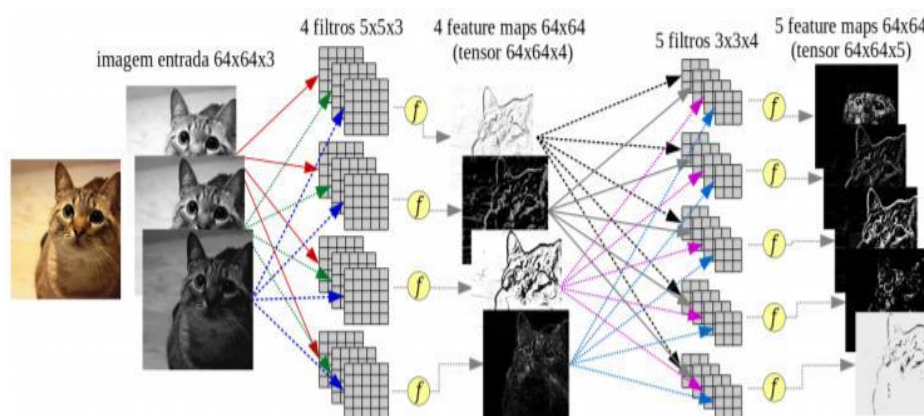 imagem entrada 64x64x3
4 filtros 5x5x3
4 feature maps 64x64
(tensor 64x64x4)
5 filtros 3x3x4
5 feature maps 64x64
(tensor 64x64x5)
f
f
f
f
f
f
f
f
f